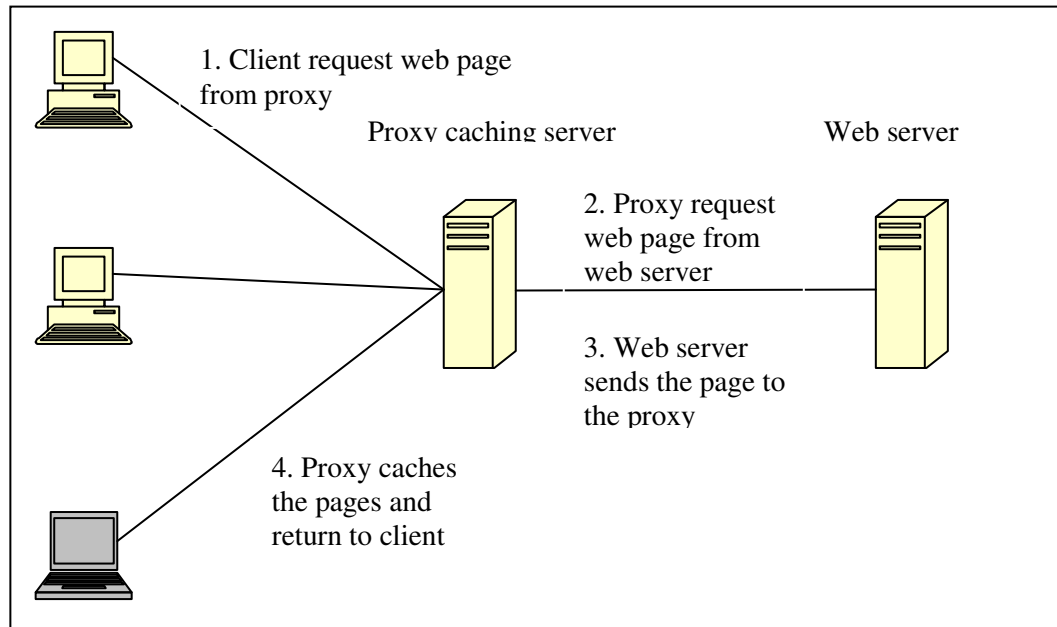 1. Client request web page
from proxy
Proxy caching server
Web server
2. Proxy request
web page from
web server
3. Web server
sends the page to
the proxy
4. Proxy caches
the pages and
return to client